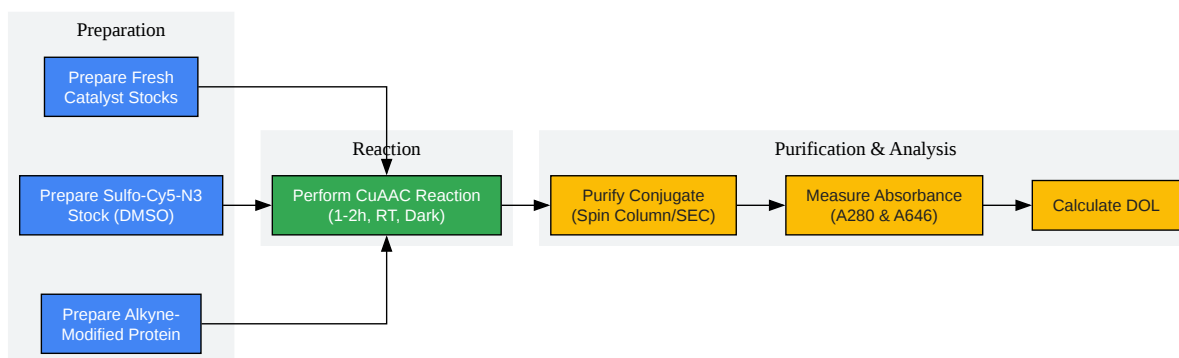 Preparation
Prepare Fresh
Catalyst Stocks
Prepare Sulfo-Cy5-N3
Stock (DMSO)
Prepare Alkyne-
Modified Protein
Reaction
Perform CuAAC Reaction
(1-2h, RT, Dark)
Purification & Analysis
Purify Conjugate
(Spin Column/SEC)
Measure Absorbance
(A280 & A646)
Calculate DOL